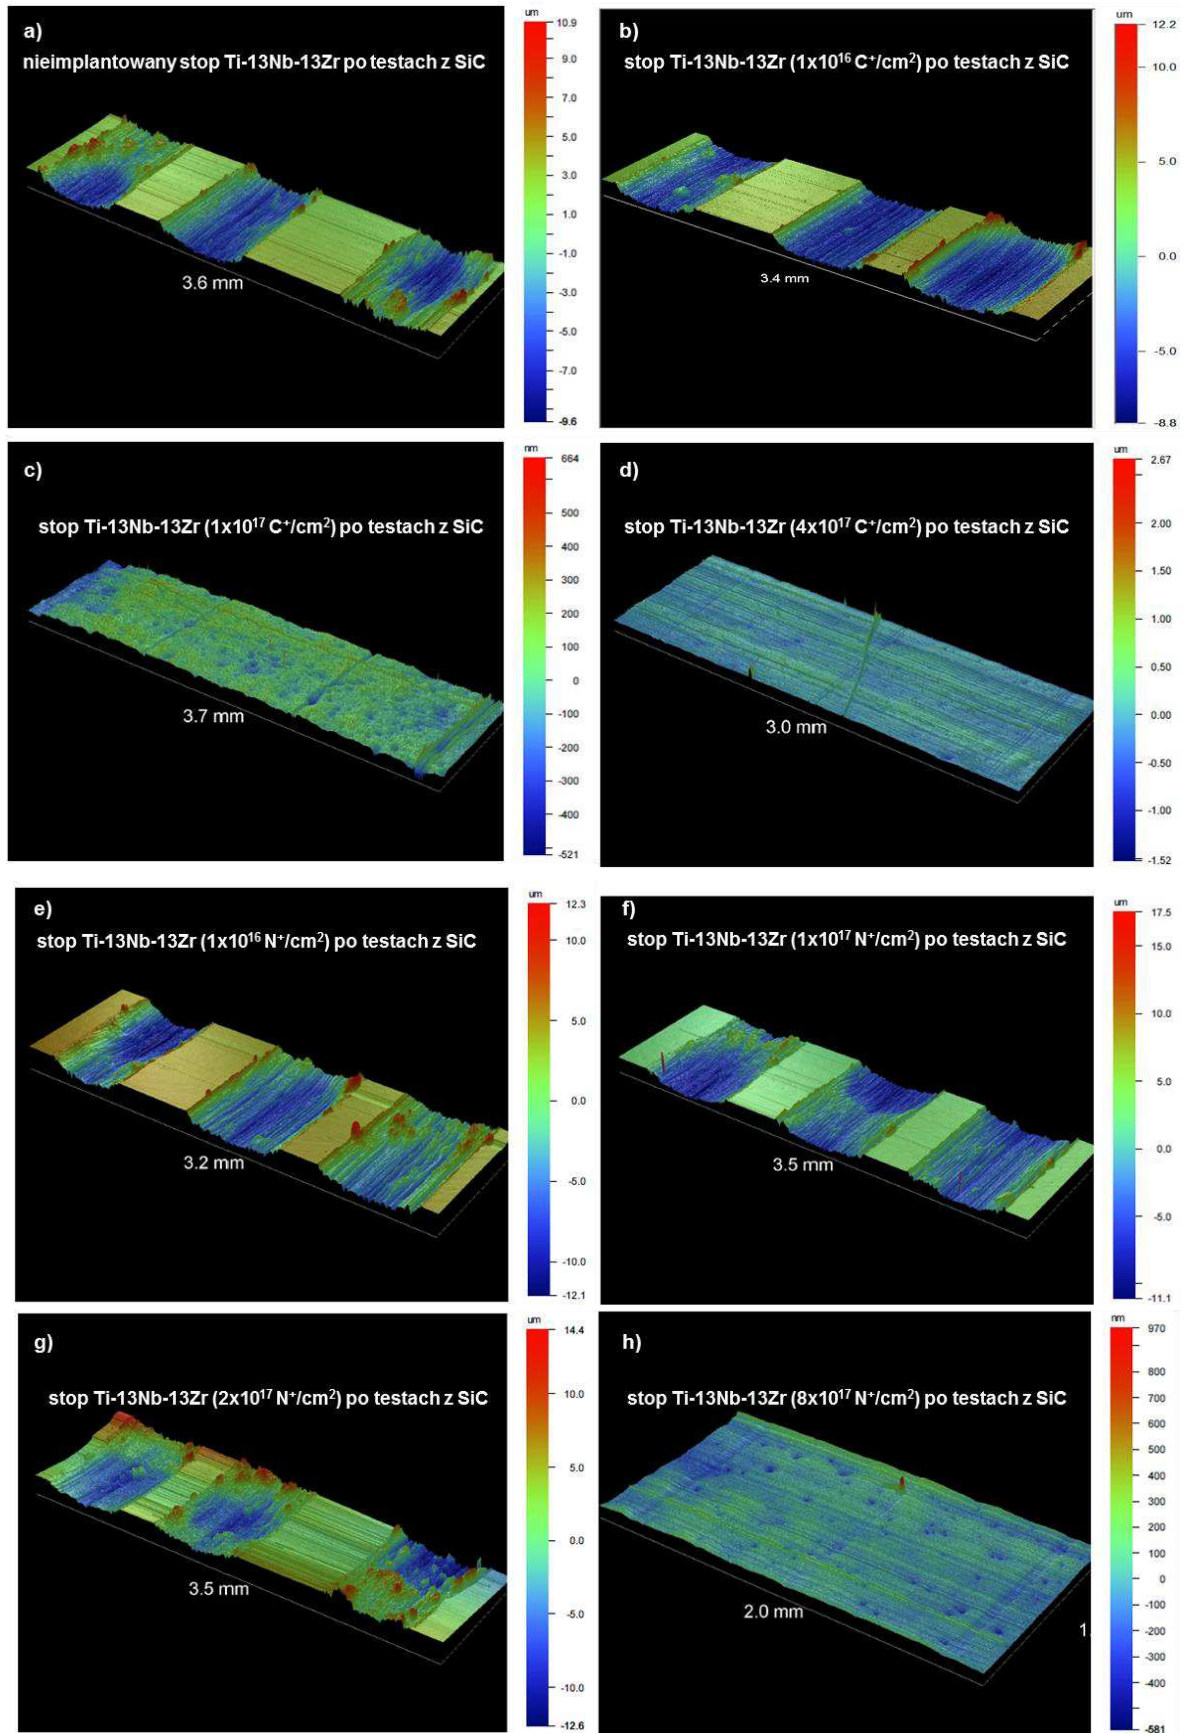 a)
nieimplantowany stop Ti-13Nb-13Zr po testach z SiC
3.6 mm
um
10.9
9.0
7.0
5.0
3.0
1.0
-1.0
-3.0
-5.0
-7.0
-9.6
b)
stop Ti-13Nb-13Zr (1x10¹⁶ C⁺/cm²) po testach z SiC
3.4 mm
um
12.2
10.0
5.0
0.0
-5.0
-8.8
c)
stop Ti-13Nb-13Zr (1x10¹⁷ C⁺/cm²) po testach z SiC
3.7 mm
nm
664
500
400
300
200
100
0
-100
-200
-300
-400
-521
d)
stop Ti-13Nb-13Zr (4x10¹⁷ C⁺/cm²) po testach z SiC
3.0 mm
um
2.67
2.00
1.50
1.00
0.50
0.00
-0.50
-1.00
-1.52
e)
stop Ti-13Nb-13Zr (1x10¹⁶ N⁺/cm²) po testach z SiC
3.2 mm
um
12.3
10.0
5.0
0.0
-5.0
-10.0
-12.1
f)
stop Ti-13Nb-13Zr (1x10¹⁷ N⁺/cm²) po testach z SiC
3.5 mm
um
17.5
15.0
10.0
5.0
0.0
-5.0
-11.1
g)
stop Ti-13Nb-13Zr (2x10¹⁷ N⁺/cm²) po testach z SiC
3.5 mm
um
14.4
10.0
5.0
0.0
-5.0
-10.0
-12.6
h)
stop Ti-13Nb-13Zr (8x10¹⁷ N⁺/cm²) po testach z SiC
2.0 mm
1.
nm
970
800
700
600
500
400
300
200
100
0
-100
-200
-300
-400
-581